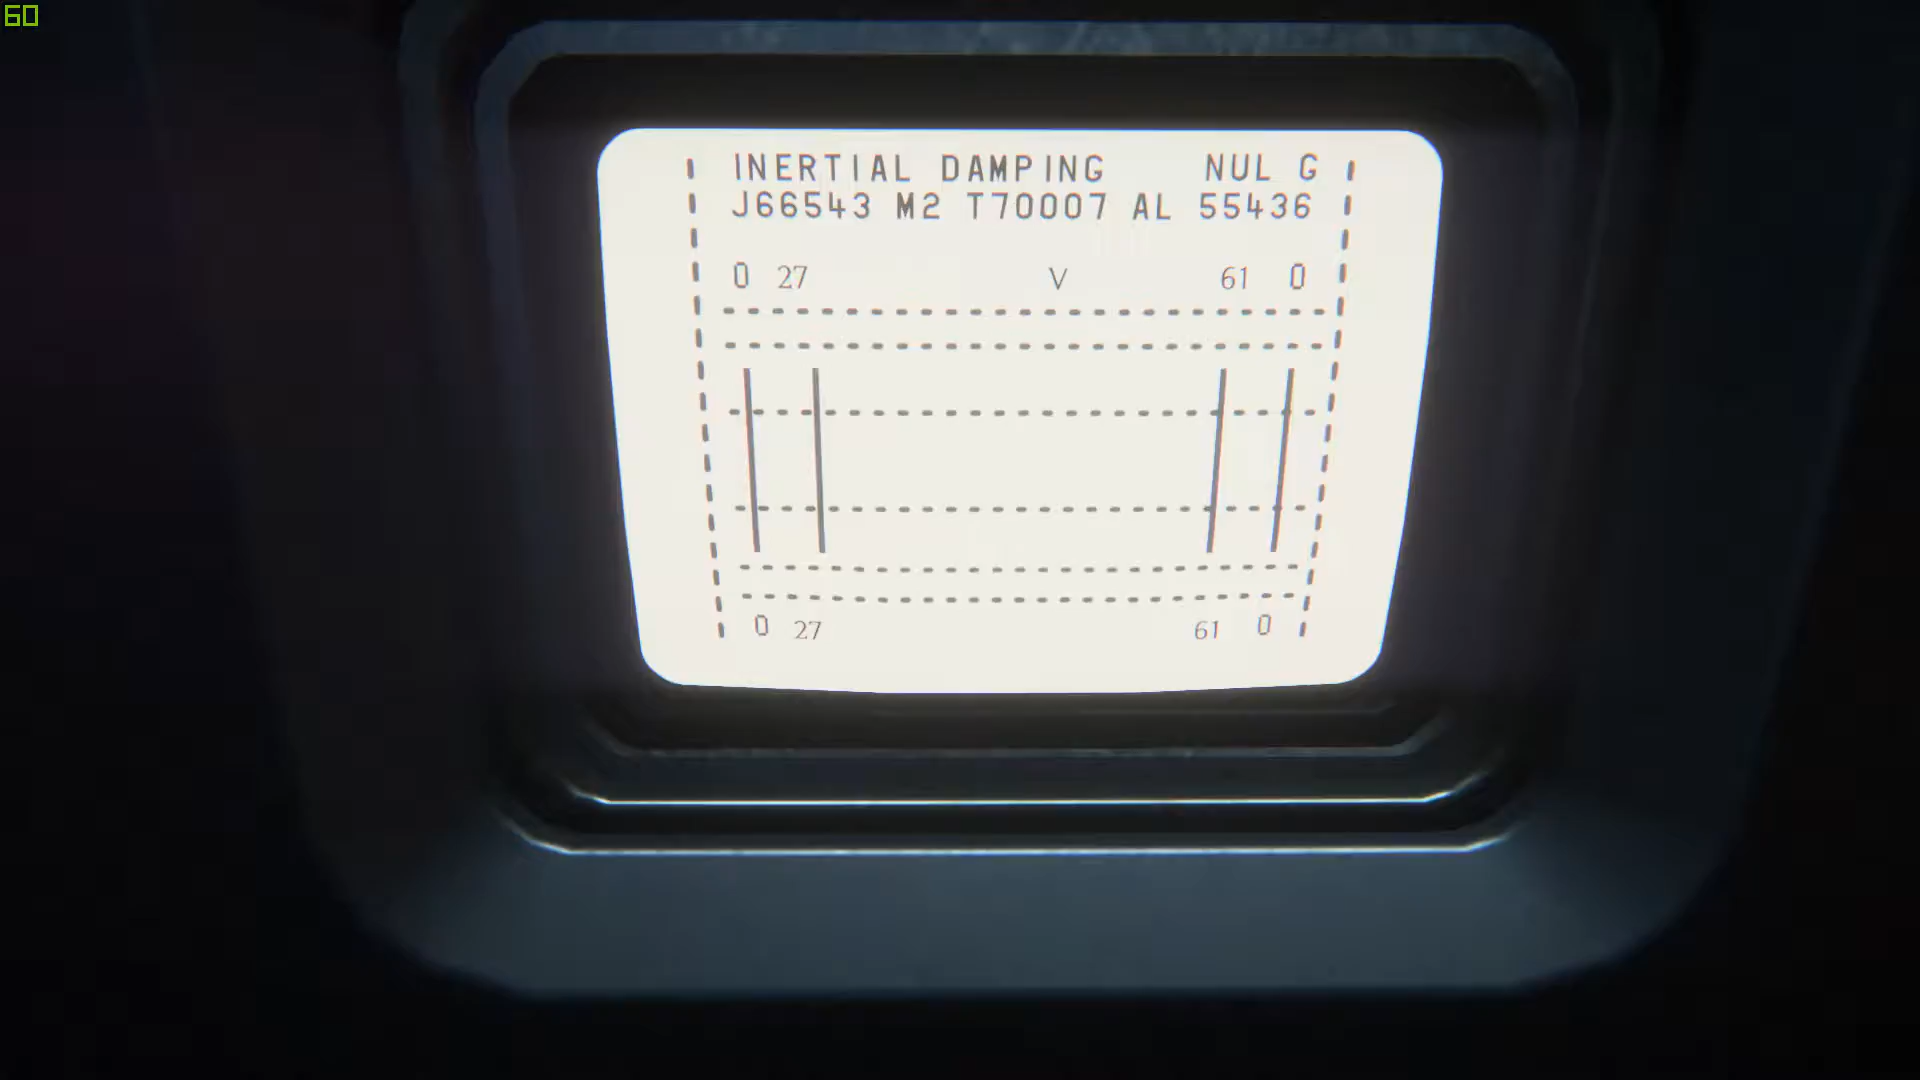 60
INERTIAL DAMPING NUL G
J66543 M2 T70007 AL 55436
0 27 V 61 0
0 27 61 0